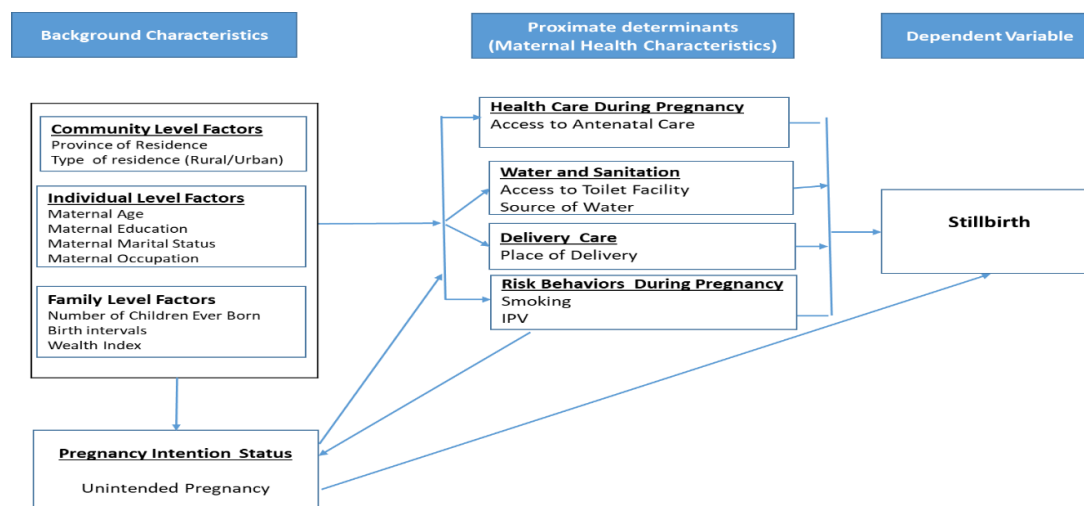 Background Characteristics
Proximate determinants
(Maternal Health Characteristics)
Dependent Variable
Community Level Factors
Province of Residence
Type of residence (Rural/Urban)
Individual Level Factors
Maternal Age
Maternal Education
Maternal Marital Status
Maternal Occupation
Family Level Factors
Number of Children Ever Born
Birth intervals
Wealth Index
Pregnancy Intention Status
Unintended Pregnancy
Health Care During Pregnancy
Access to Antenatal Care
Water and Sanitation
Access to Toilet Facility
Source of Water
Delivery Care
Place of Delivery
Risk Behaviors During Pregnancy
Smoking
IPV
Stillbirth